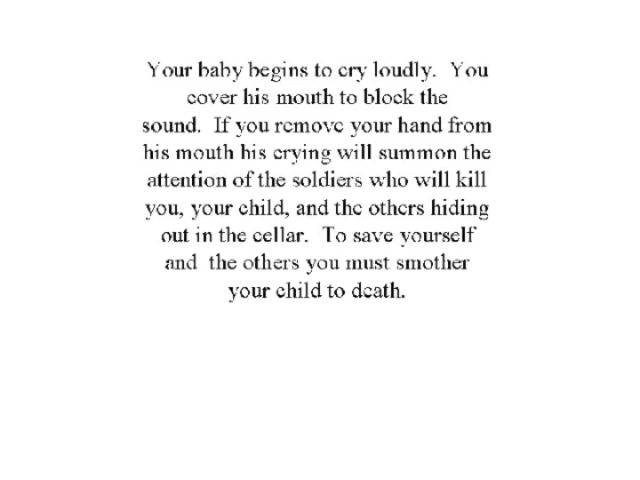 Your baby begins to cry loudly. You
cover his mouth to block the
sound. If you remove your hand from
his mouth his crying will summon the
attention of the soldiers who will kill
you, your child, and the others hiding
out in the cellar. To save yourself
and the others you must smother
your child to death.